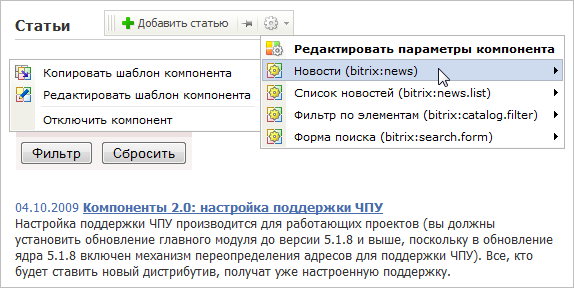 Статьи
Добавить статью
Редактировать параметры компонента
Новости (bitrix:news)
Список новостей (bitrix:news.list)
Фильтр по элементам (bitrix:catalog.filter)
Форма поиска (bitrix:search.form)
Копировать шаблон компонента
Редактировать шаблон компонента
Отключить компонент
Фильтр Сбросить
04.10.2009 Компоненты 2.0: настройка поддержки ЧПУ
Настройка поддержки ЧПУ производится для работающих проектов (вы должны
установить обновление главного модуля до версии 5.1.8 и выше, поскольку в обновление
ядра 5.1.8 включен механизм переопределения адресов для поддержки ЧПУ). Все, кто
будет ставить новый дистрибутив, получат уже настроенную поддержку.